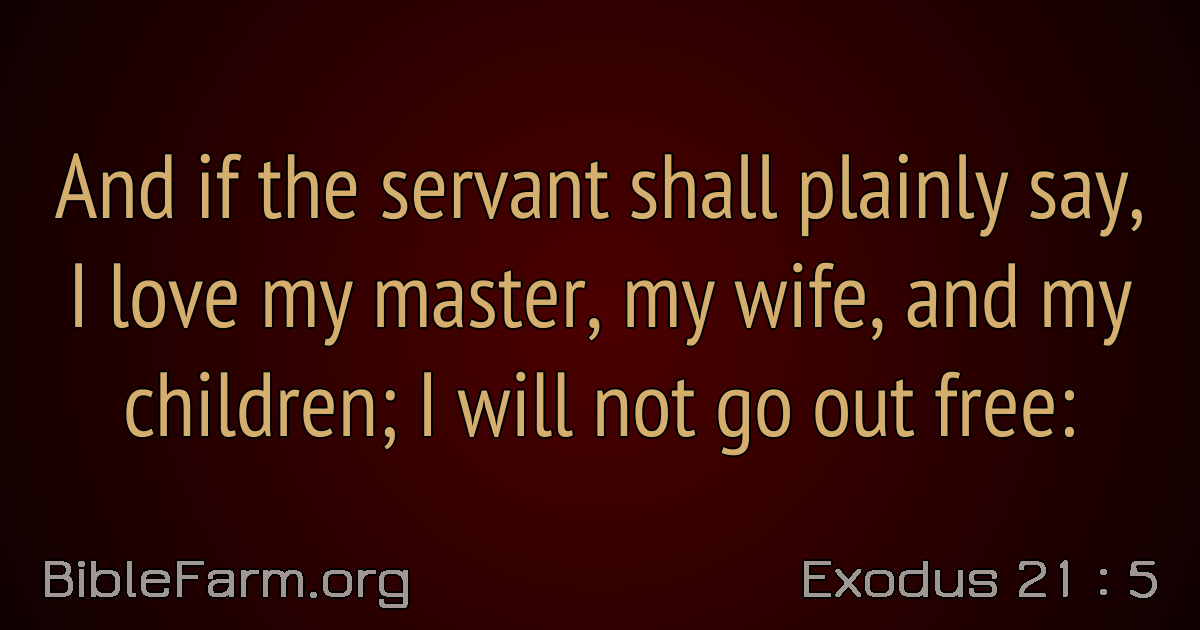 And if the servant shall plainly say,
I love my master, my wife, and my
children; I will not go out free:
BibleFarm.org
Exodus 21 : 5